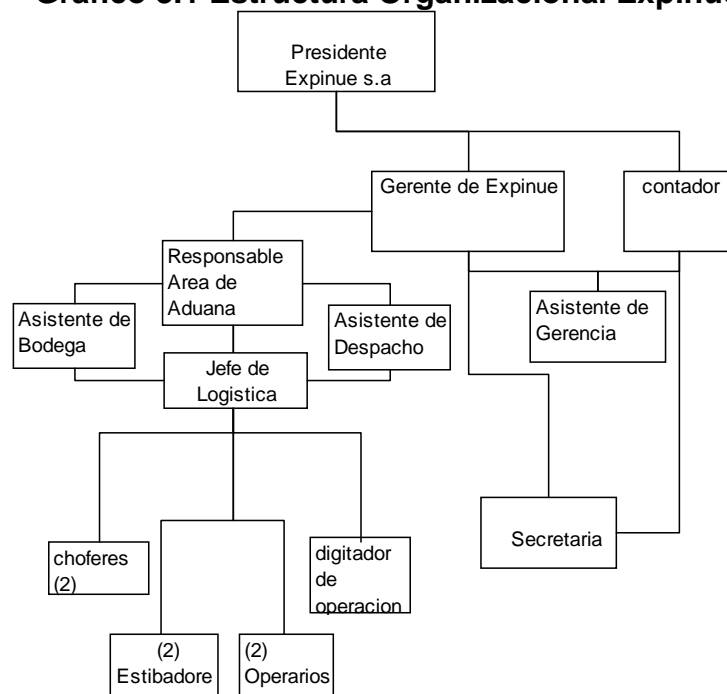 Presidente
Expinue s.a
Gerente de Expinue
contador
Responsable
Area de
Aduana
Asistente de
Bodega
Asistente de
Despacho
Asistente de
Gerencia
Jefe de
Logistica
choferes
(2)
digitador
de
operacion
Secretaria
(2)
Estibadore
(2)
Operarios